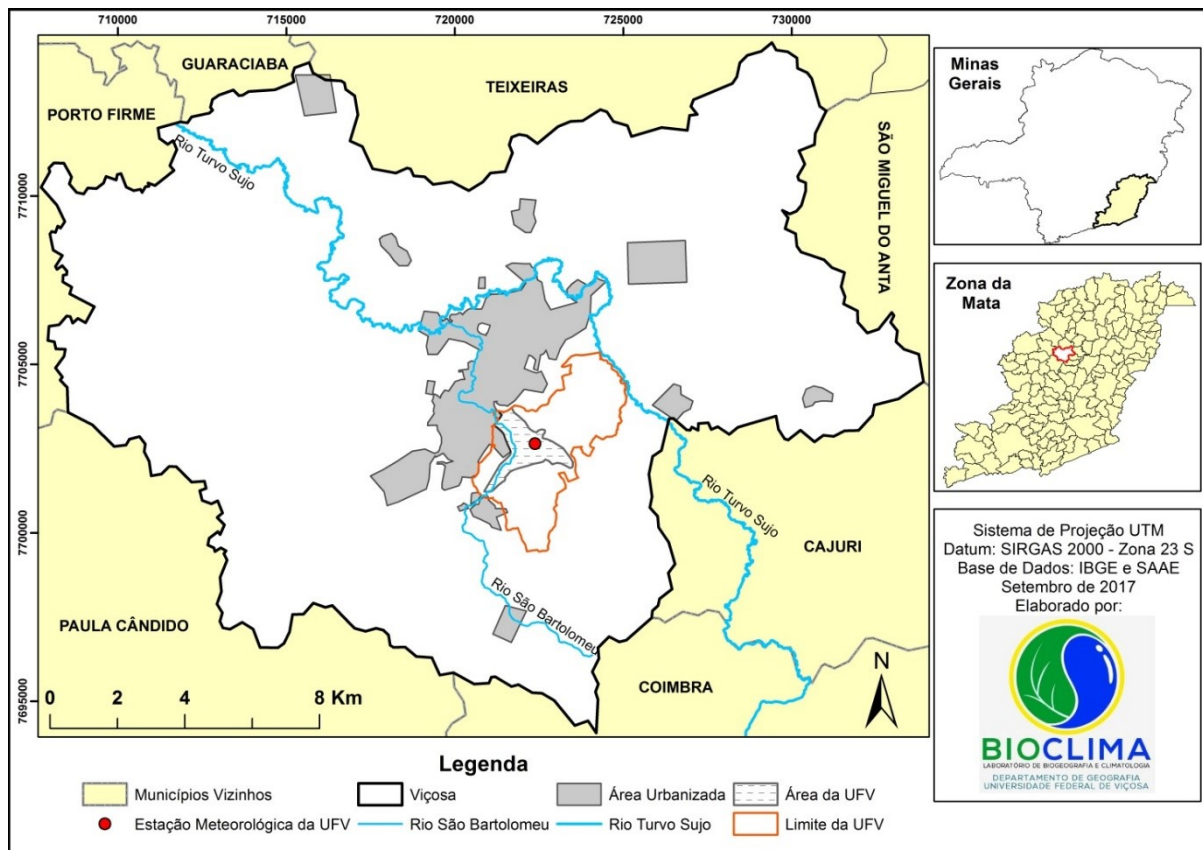 710000
715000
720000
725000
730000
7710000
7705000
7700000
7695000
GUARACIABA
TEIXEIRAS
PORTO FIRME
Rio Turvo Sujo
SÃO MIGUEL DO ANTA
Rio Turvo Sujo
CAJURI
PAULA CÂNDIDO
Rio São Bartolomeu
COIMBRA
N
0 2 4 8 Km
Minas
Gerais
Zona da
Mata
Sistema de Projeção UTM
Datum: SIRGAS 2000 - Zona 23 S
Base de Dados: IBGE e SAAE
Setembro de 2017
Elaborado por:
BIOCLIMA
LABORATÓRIO DE BIOGEOGRAFIA E CLIMATOLOGIA
DEPARTAMENTO DE GEOGRAFIA
UNIVERSIDADE FEDERAL DE VIÇOSA
Legenda
Municípios Vizinhos
Viçosa
Área Urbanizada
Área da UFV
Estação Meteorológica da UFV
Rio São Bartolomeu
Rio Turvo Sujo
Limite da UFV